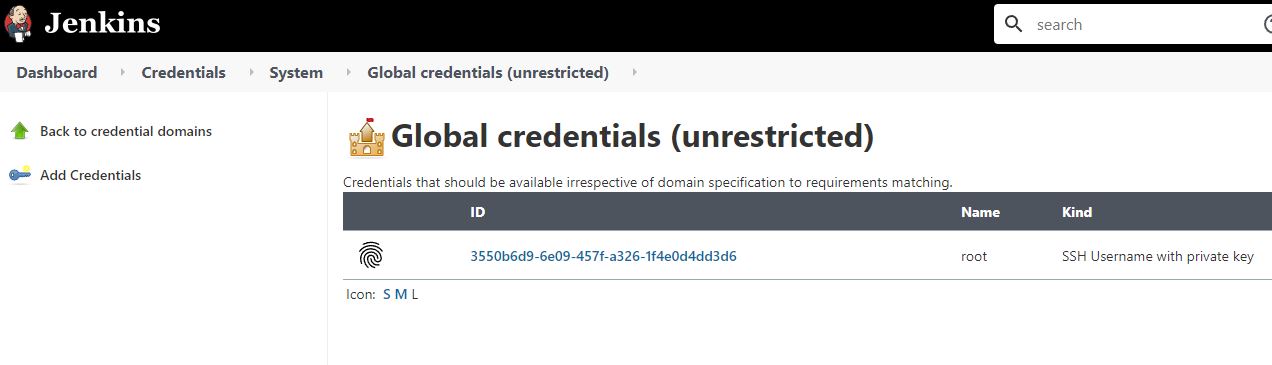 Jenkins
search
Dashboard Credentials System Global credentials (unrestricted)
Back to credential domains
Add Credentials
Global credentials (unrestricted)
Credentials that should be available irrespective of domain specification to requirements matching.
ID Name Kind
3550b6d9-6e09-457f-a326-1f4e0d4dd3d6 root SSH Username with private key
Icon: S M L